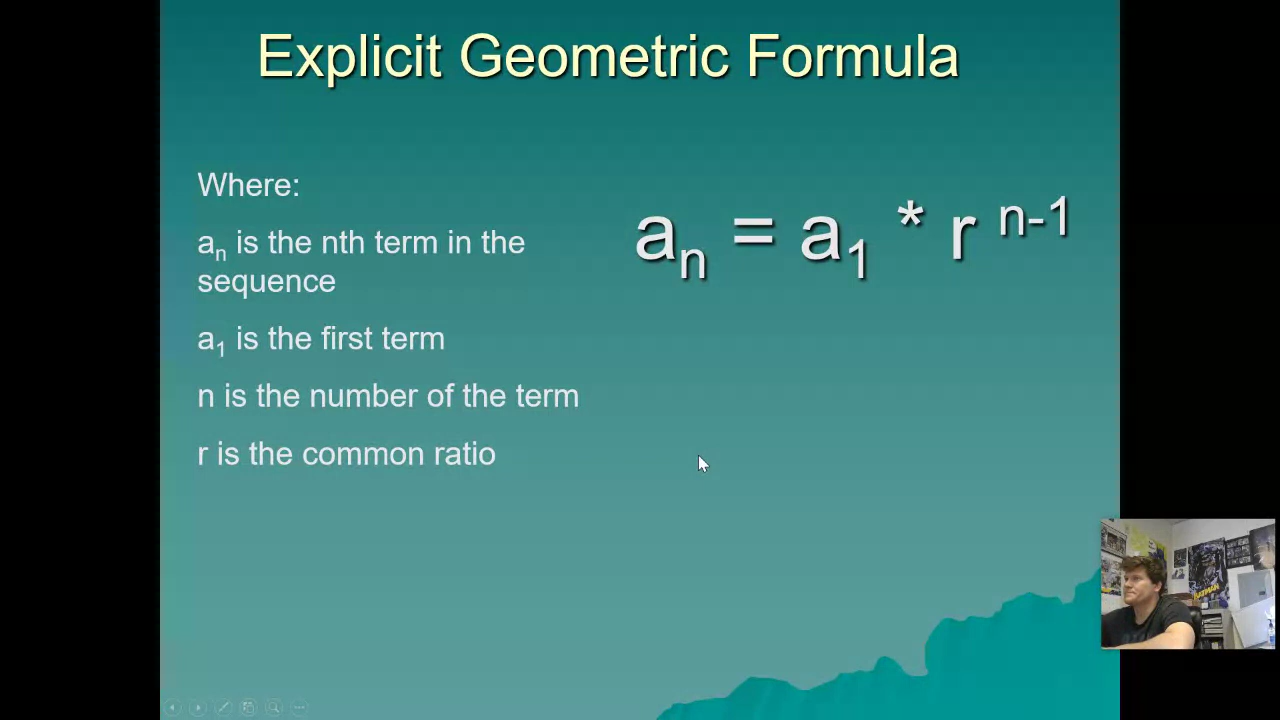 Explicit Geometric Formula
Where:
aₙ is the nth term in the
sequence
a₁ is the first term
n is the number of the term
r is the common ratio
aₙ = a₁ * r ⁿ⁻¹
BATMAN